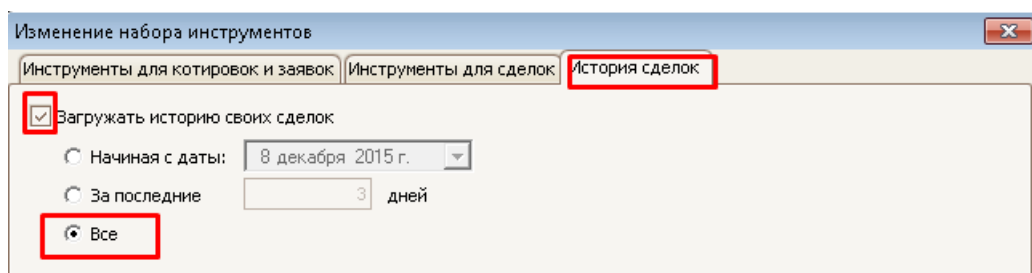 Изменение набора инструментов
Инструменты для котировок и заявок Инструменты для сделок История сделок
Загружать историю своих сделок
Начиная с даты: 8 декабря 2015 г.
За последние 3 дней
Все